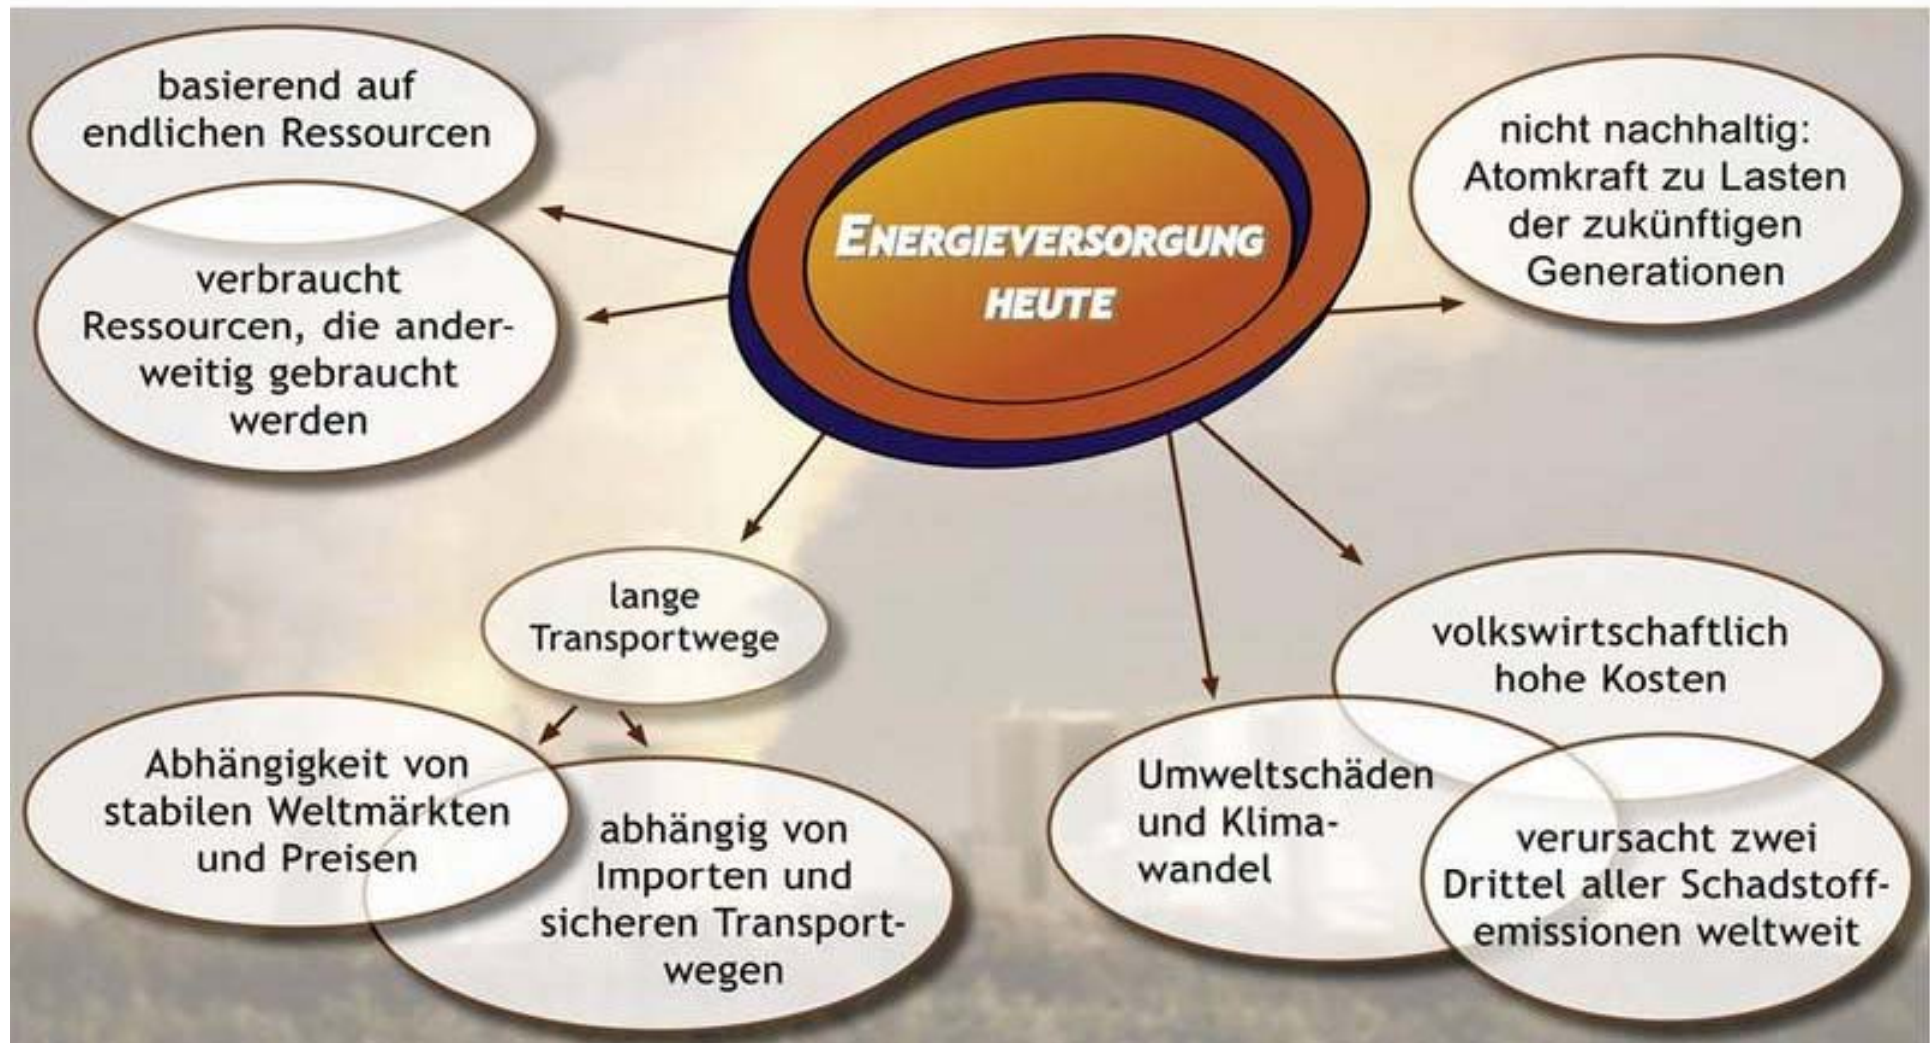 basierend auf
endlichen Ressourcen
verbraucht
Ressourcen, die ander-
weitig gebraucht
werden
ENERGIEVERSORGUNG
HEUTE
nicht nachhaltig:
Atomkraft zu Lasten
der zukünftigen
Generationen
lange
Transportwege
Abhängigkeit von
stabilen Weltmärkten
und Preisen
abhängig von
Importen und
sicheren Transport-
wegen
volkswirtschaftlich
hohe Kosten
Umweltschäden
und Klima-
wandel
verursacht zwei
Drittel aller Schadstoff-
emissionen weltweit